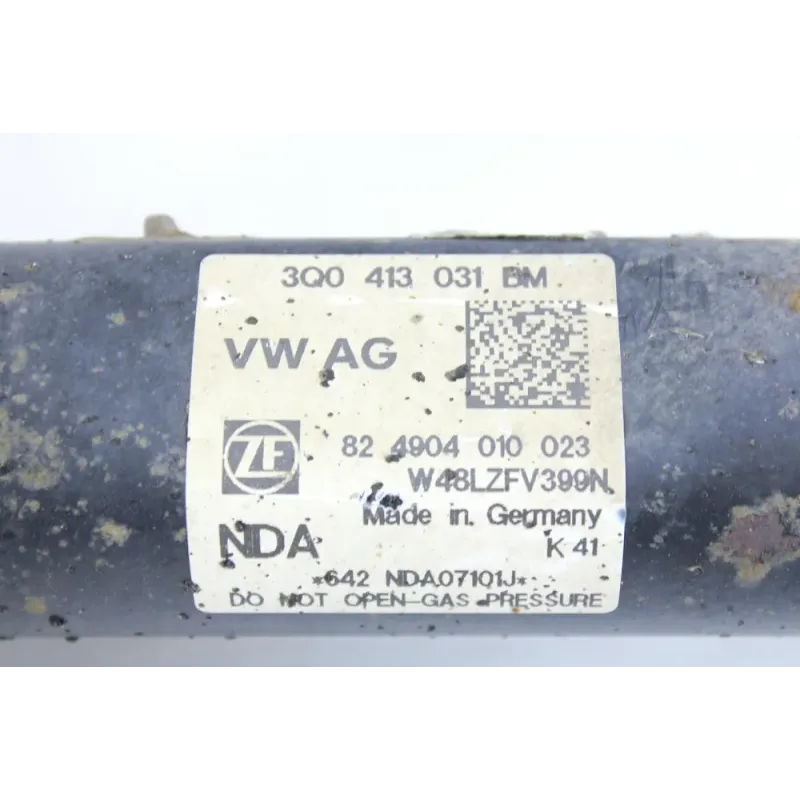 3Q0 413 031 BM
VW AG
ZF
82 4904 010 023
W48LZFV399N
Made in Germany
NDA
K 41
*642 NDA07101J*
DO NOT OPEN-GAS PRESSURE